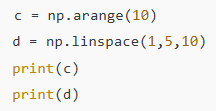 c = np.arange(10)
d = np.linspace(1,5,10)
print(c)
print(d)